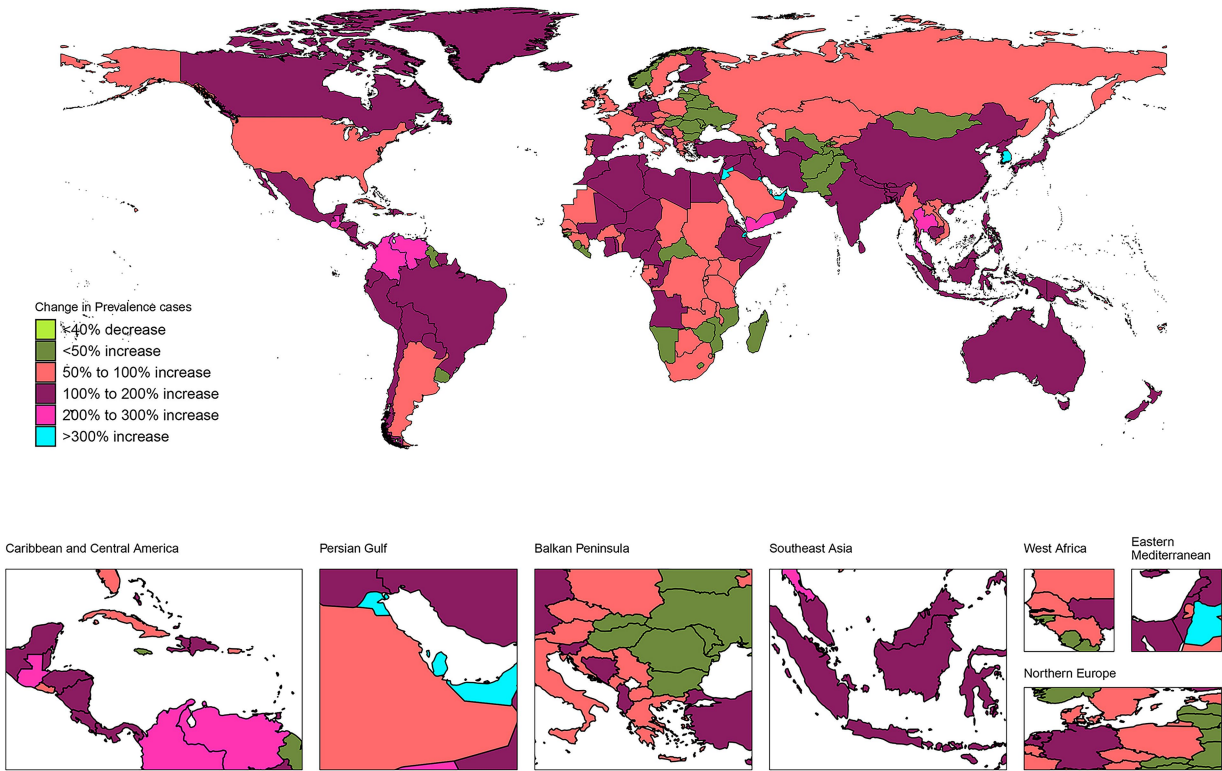 Change in Prevalence cases
<40% decrease
<50% increase
50% to 100% increase
100% to 200% increase
200% to 300% increase
>300% increase
Caribbean and Central America
Persian Gulf
Balkan Peninsula
Southeast Asia
West Africa
Eastern
Mediterranean
Northern Europe